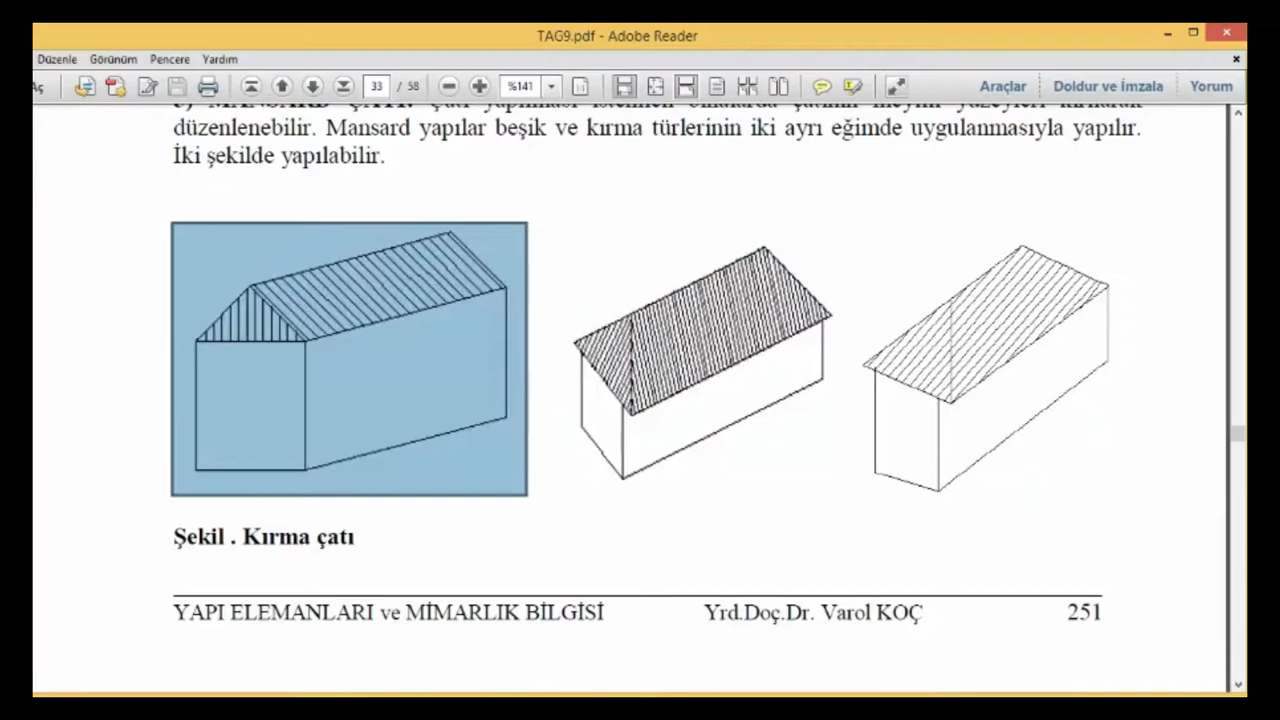 TAG9.pdf - Adobe Reader
Düzenle Görünüm Pencere Yardım
Aç 33 / 58 %141 Araçlar Doldur ve İmzala Yorum
düzenlenebilir. Mansard yapılar beşik ve kırma türlerinin iki ayrı eğimde uygulanmasıyla yapılır.
İki şekilde yapılabilir.
Şekil . Kırma çatı
YAPI ELEMANLARI ve MİMARLIK BİLGİSİ Yrd.Doç.Dr. Varol KOÇ 251